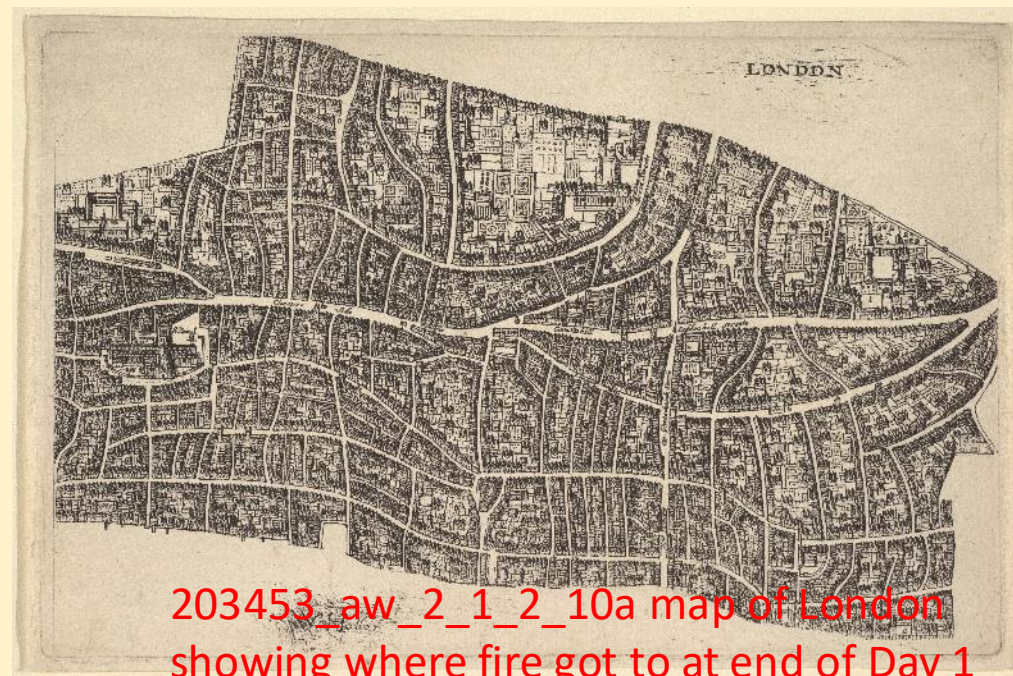 LONDON
203453_aw_2_1_2_10a map of London
showing where fire got to at end of Day 1